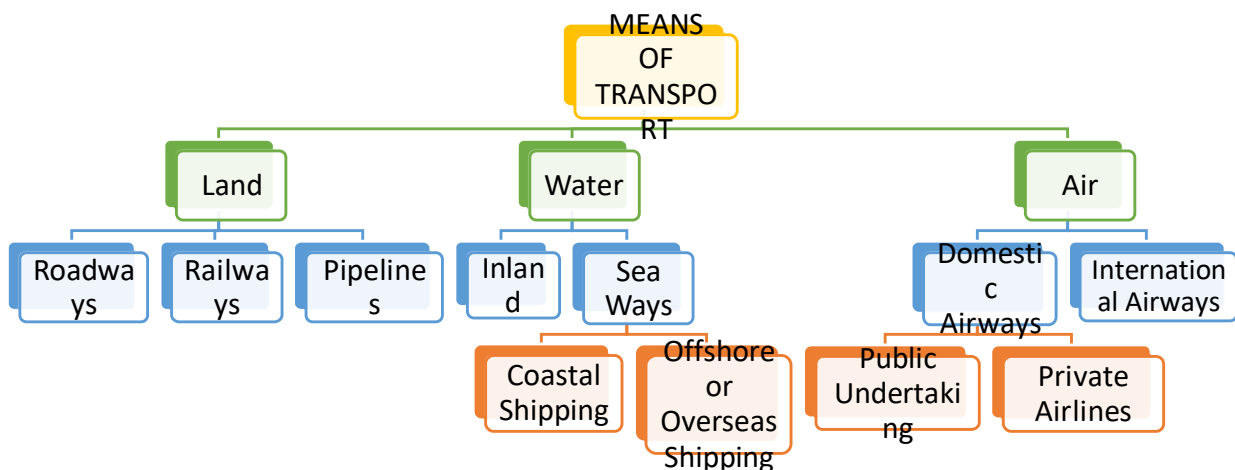 MEANS
OF
TRANSPO
RT
Land
Water
Air
Roadwa
ys
Railwa
ys
Pipeline
s
Inlan
d
Sea
Ways
Domesti
c
Airways
Internation
al Airways
Coastal
Shipping
Offshore
or
Overseas
Shipping
Public
Undertaki
ng
Private
Airlines